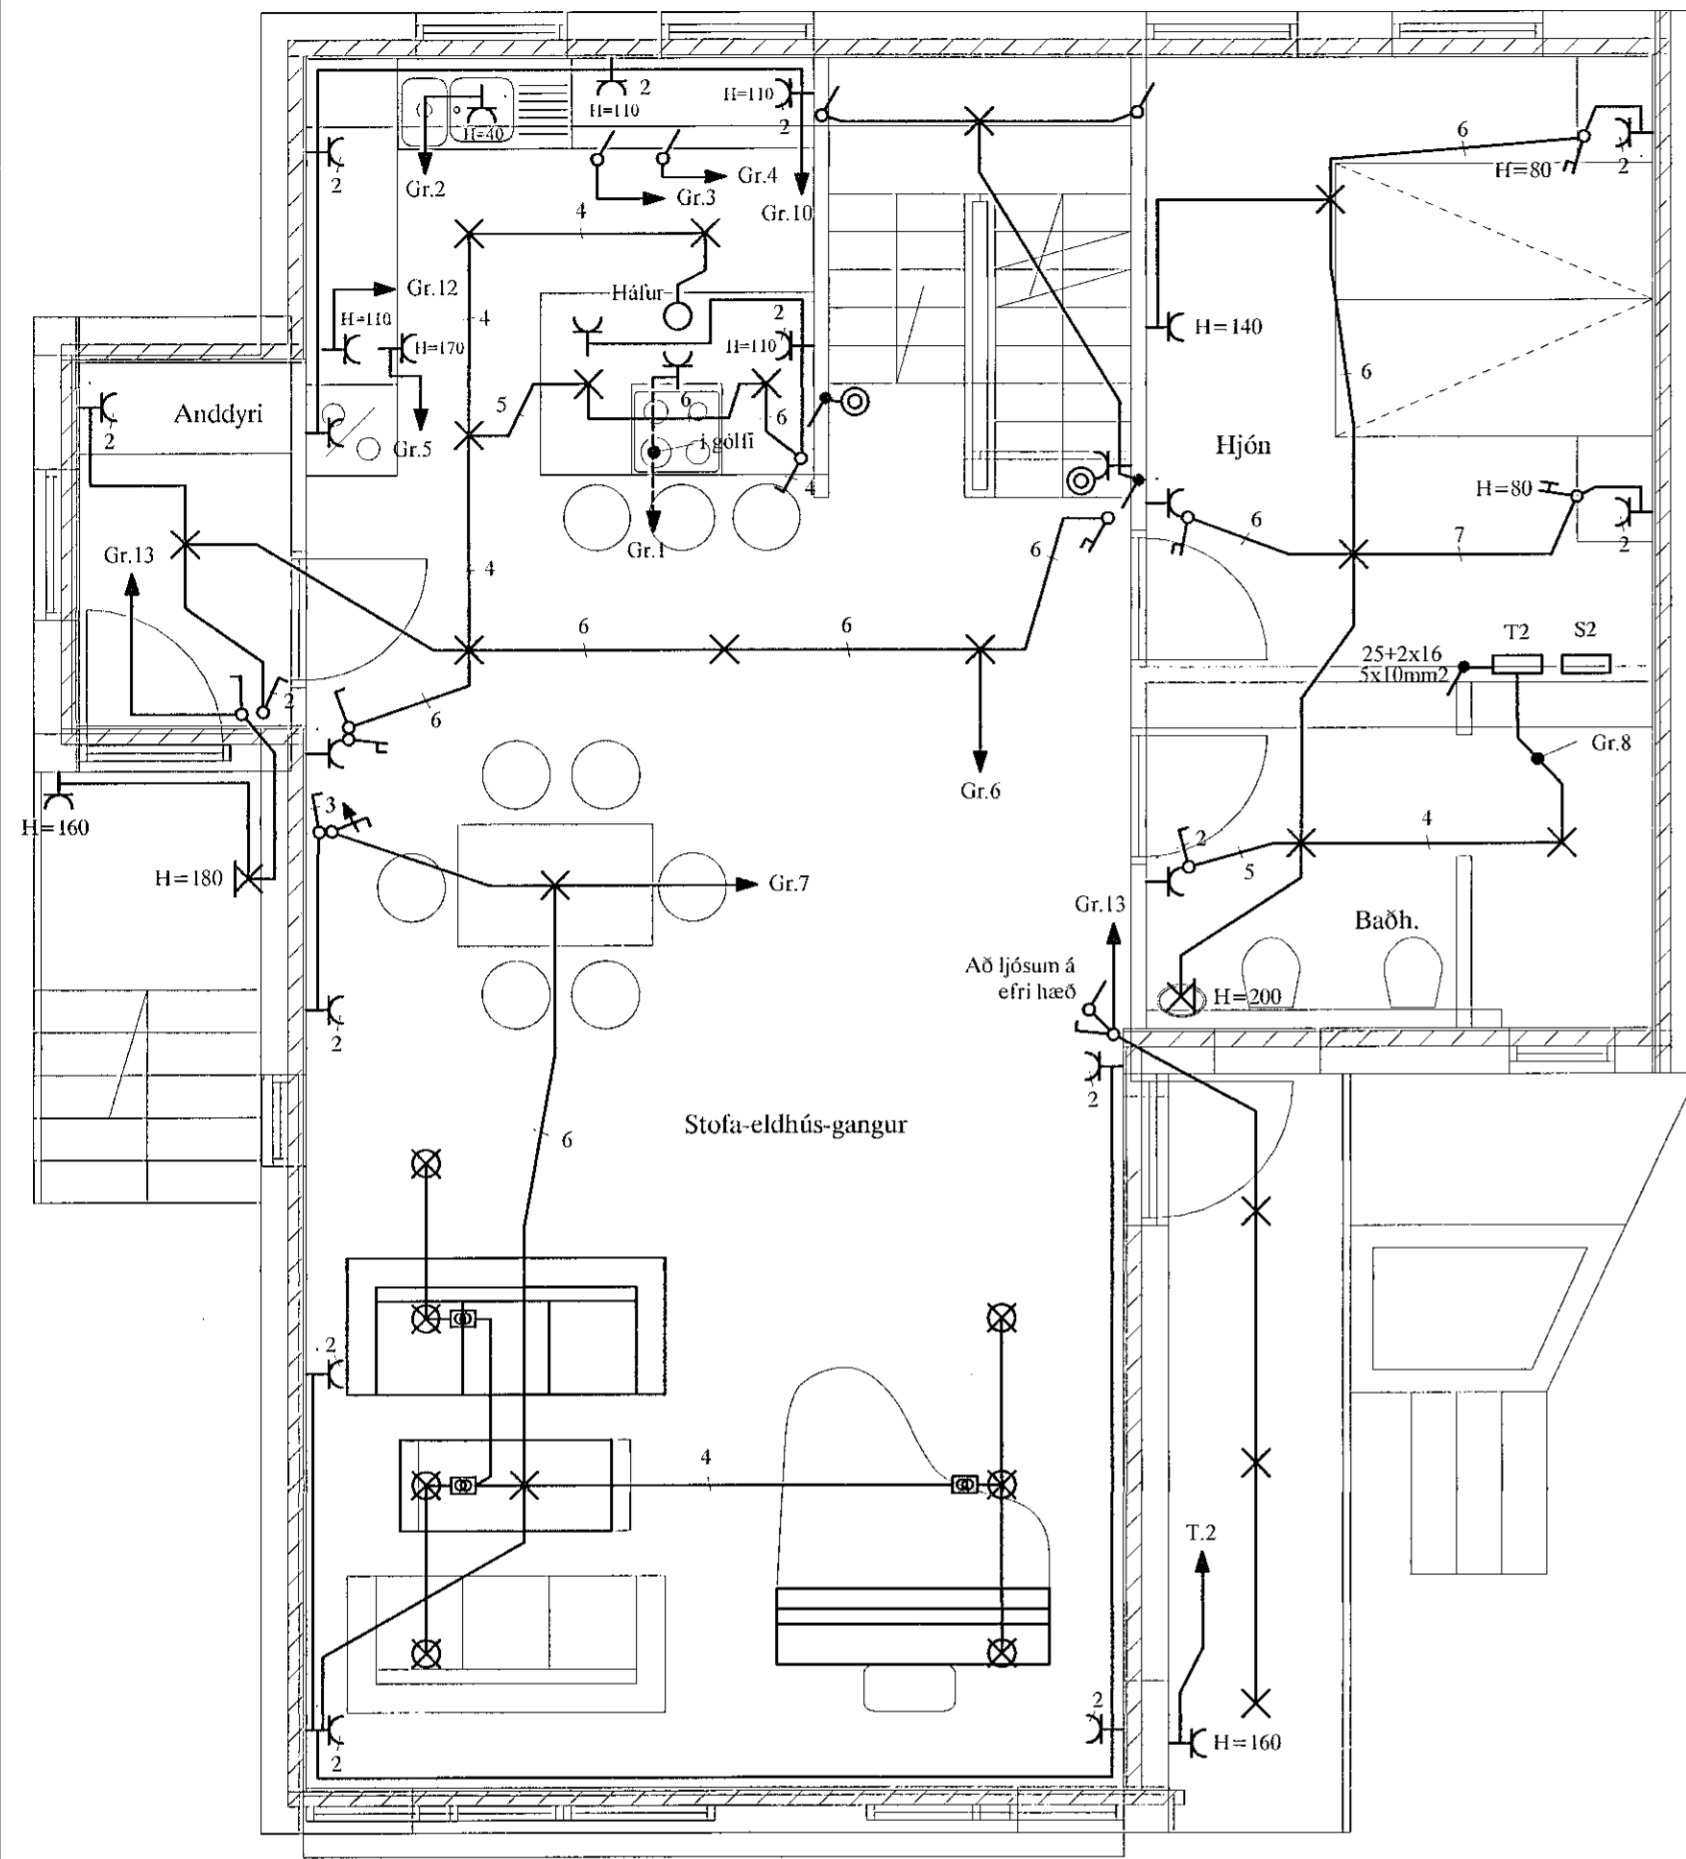 2
H=110
H=110
2
H=40
2
Gr.2
Gr.3
Gr.4
Gr.10
4
6
H=80
2
Gr.12
H=110
H=170
4
Háfur
2
H=110
H=140
6
Anddyri
2
Gr.5
5
6
6
í gólfi
4
Hjón
H=80
2
Gr.1
Gr.13
4
6
6
7
6
6
2
6
T2
S2
25+2x16
5x10mm2
Gr.8
Gr.6
H=160
3
H=180
Gr.7
2
5
4
Gr.13
Baðh.
Að ljósum á
efri hæð
H=200
2
2
Stofa-eldhús-gangur
6
2
4
T.2
2
2
H=160